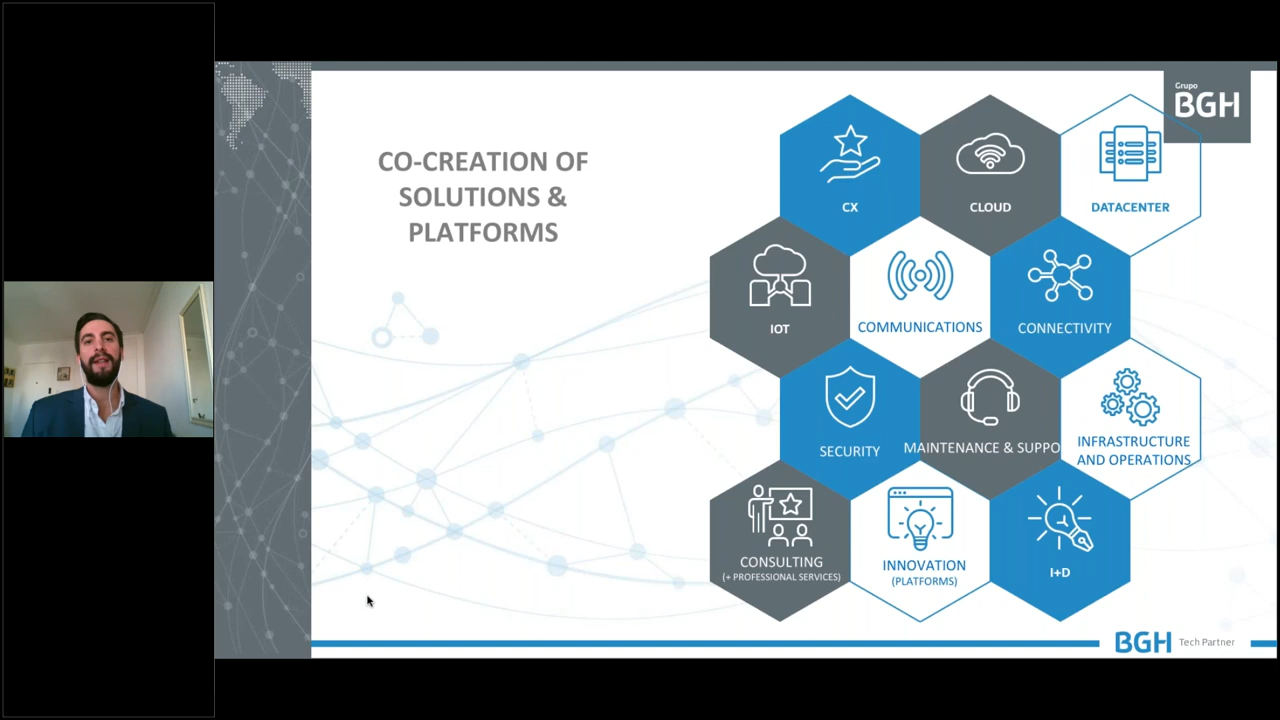 Grupo
BGH
CO-CREATION OF
SOLUTIONS &
PLATFORMS
CX
CLOUD
DATACENTER
IOT
COMMUNICATIONS
CONNECTIVITY
SECURITY
MAINTENANCE & SUPPO
INFRASTRUCTURE
AND OPERATIONS
CONSULTING
(+ PROFESSIONAL SERVICES)
INNOVATION
(PLATFORMS)
I+D
BGH Tech Partner